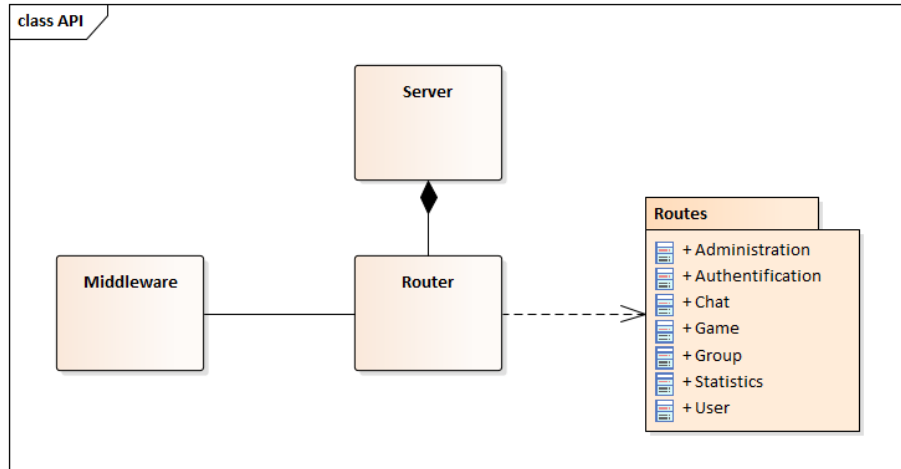 class API
Server
Middleware
Router
Routes
+ Administration
+ Authentification
+ Chat
+ Game
+ Group
+ Statistics
+ User